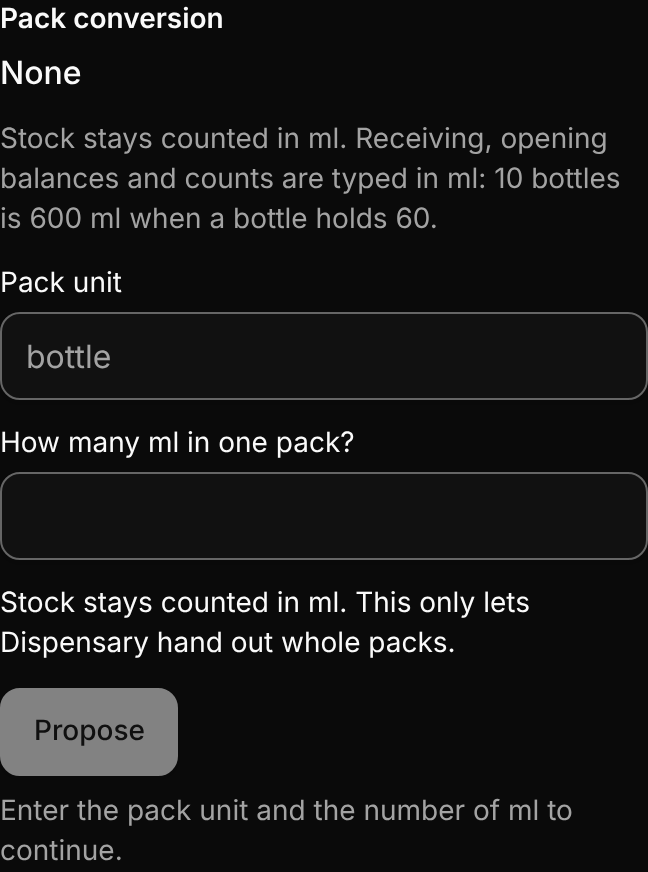 Pack conversion
None
Stock stays counted in ml. Receiving, opening
balances and counts are typed in ml: 10 bottles
is 600 ml when a bottle holds 60.
Pack unit
bottle
How many ml in one pack?
Stock stays counted in ml. This only lets
Dispensary hand out whole packs.
Propose
Enter the pack unit and the number of ml to
continue.